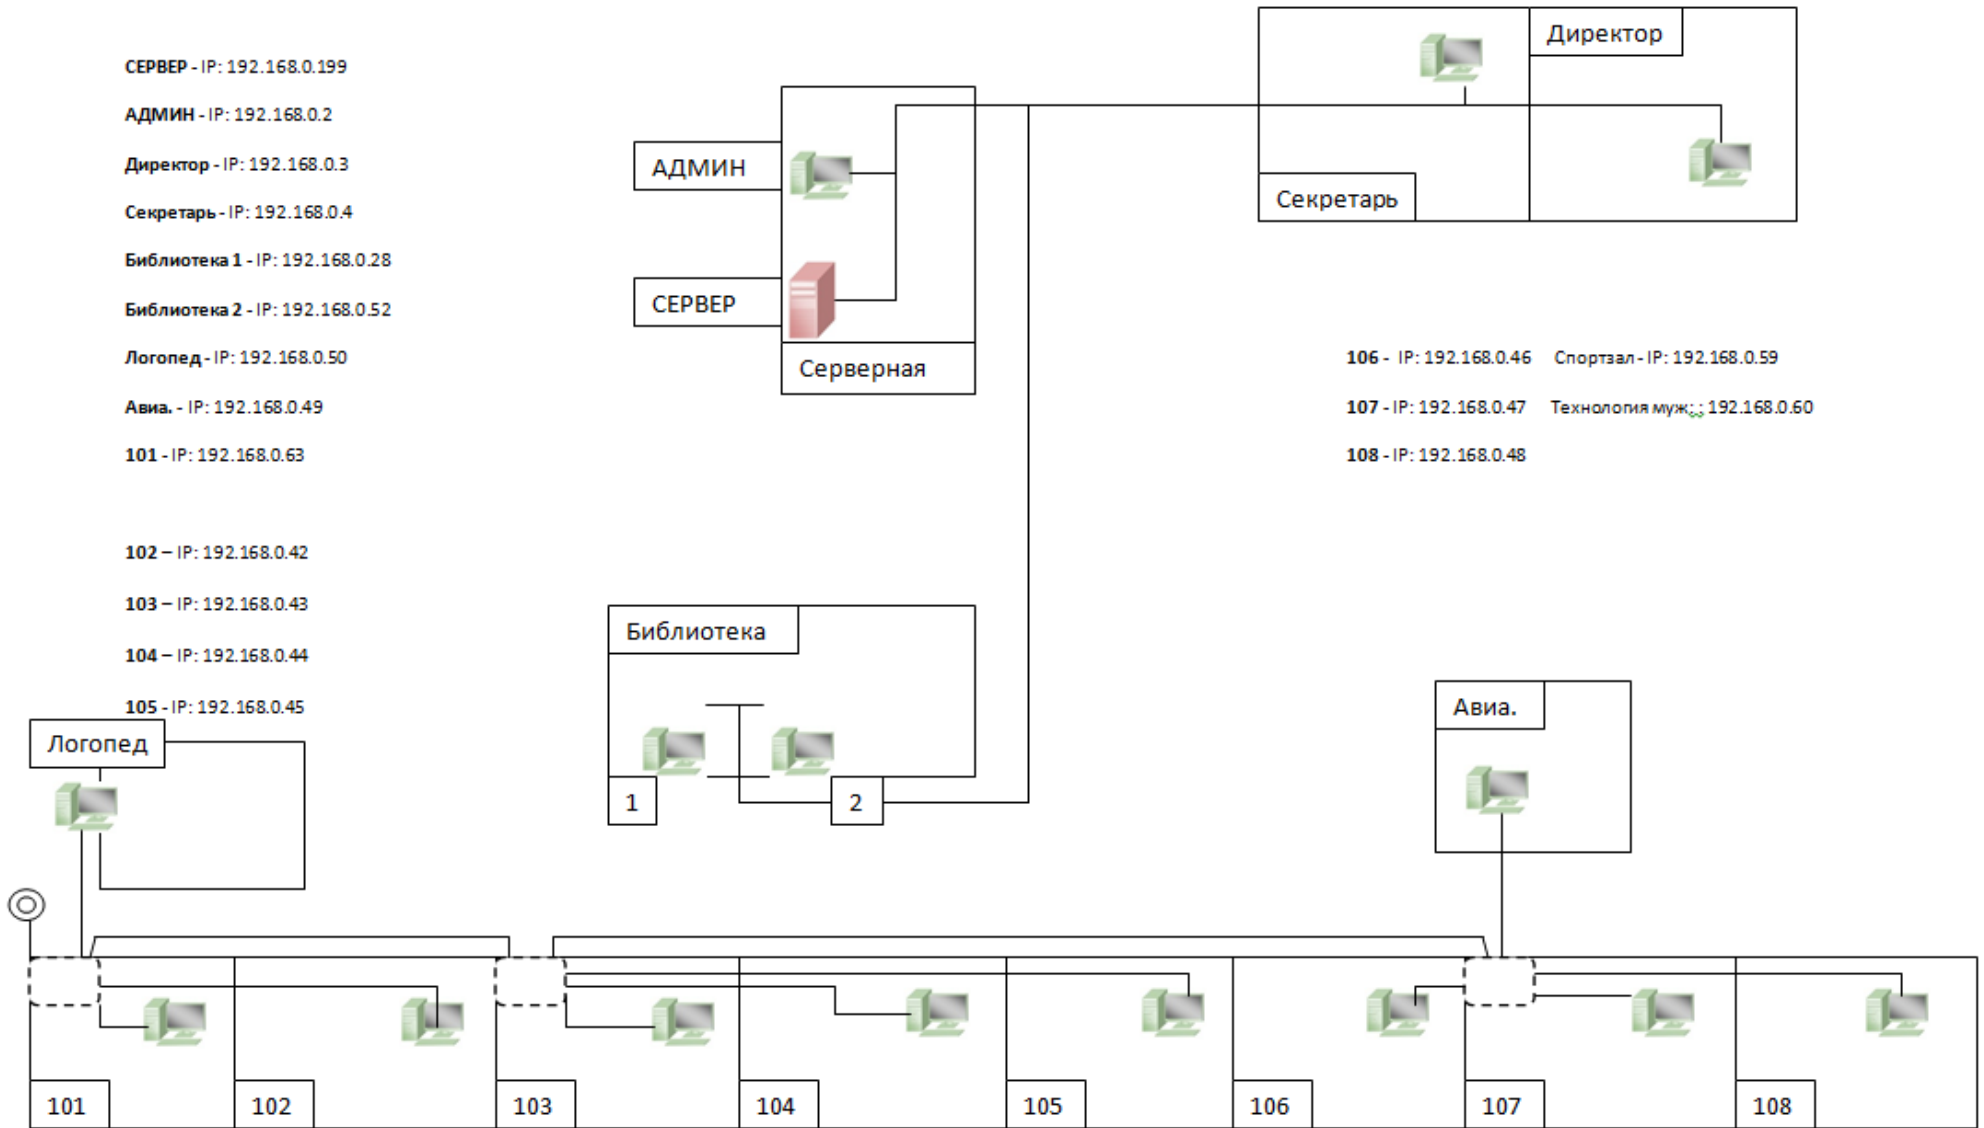 СЕРВЕР - IP: 192.168.0.199
АДМИН - IP: 192.168.0.2
Директор - IP: 192.168.0.3
Секретарь - IP: 192.168.0.4
Библиотека 1 - IP: 192.168.0.28
Библиотека 2 - IP: 192.168.0.52
Логопед - IP: 192.168.0.50
Авиа. - IP: 192.168.0.49
101 - IP: 192.168.0.63
102 – IP: 192.168.0.42
103 – IP: 192.168.0.43
104 – IP: 192.168.0.44
105 - IP: 192.168.0.45
АДМИН
СЕРВЕР
Серверная
Директор
Секретарь
106 - IP: 192.168.0.46 Спортзал - IP: 192.168.0.59
107 - IP: 192.168.0.47 Технология муж: ; 192.168.0.60
108 - IP: 192.168.0.48
Библиотека
1
2
Авиа.
Логопед
101
102
103
104
105
106
107
108